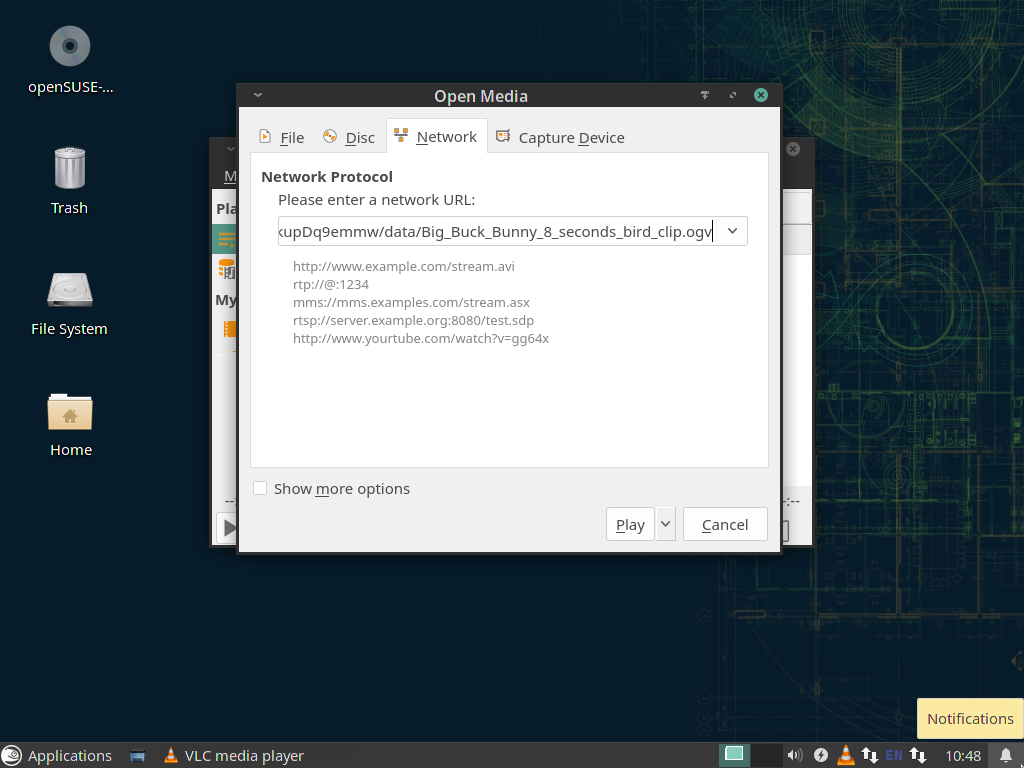 openSUSE-...
Trash
File System
Home
Open Media
File
Disc
Network
Capture Device
Network Protocol
Please enter a network URL:
kupDq9emmw/data/Big_Buck_Bunny_8_seconds_bird_clip.ogv
http://www.example.com/stream.avi
rtp://@:1234
mms://mms.examples.com/stream.asx
rtsp://server.example.org:8080/test.sdp
http://www.yourtube.com/watch?v=gg64x
Show more options
Play
Cancel
M
Pla
My
Notifications
Applications
VLC media player
EN
10:48